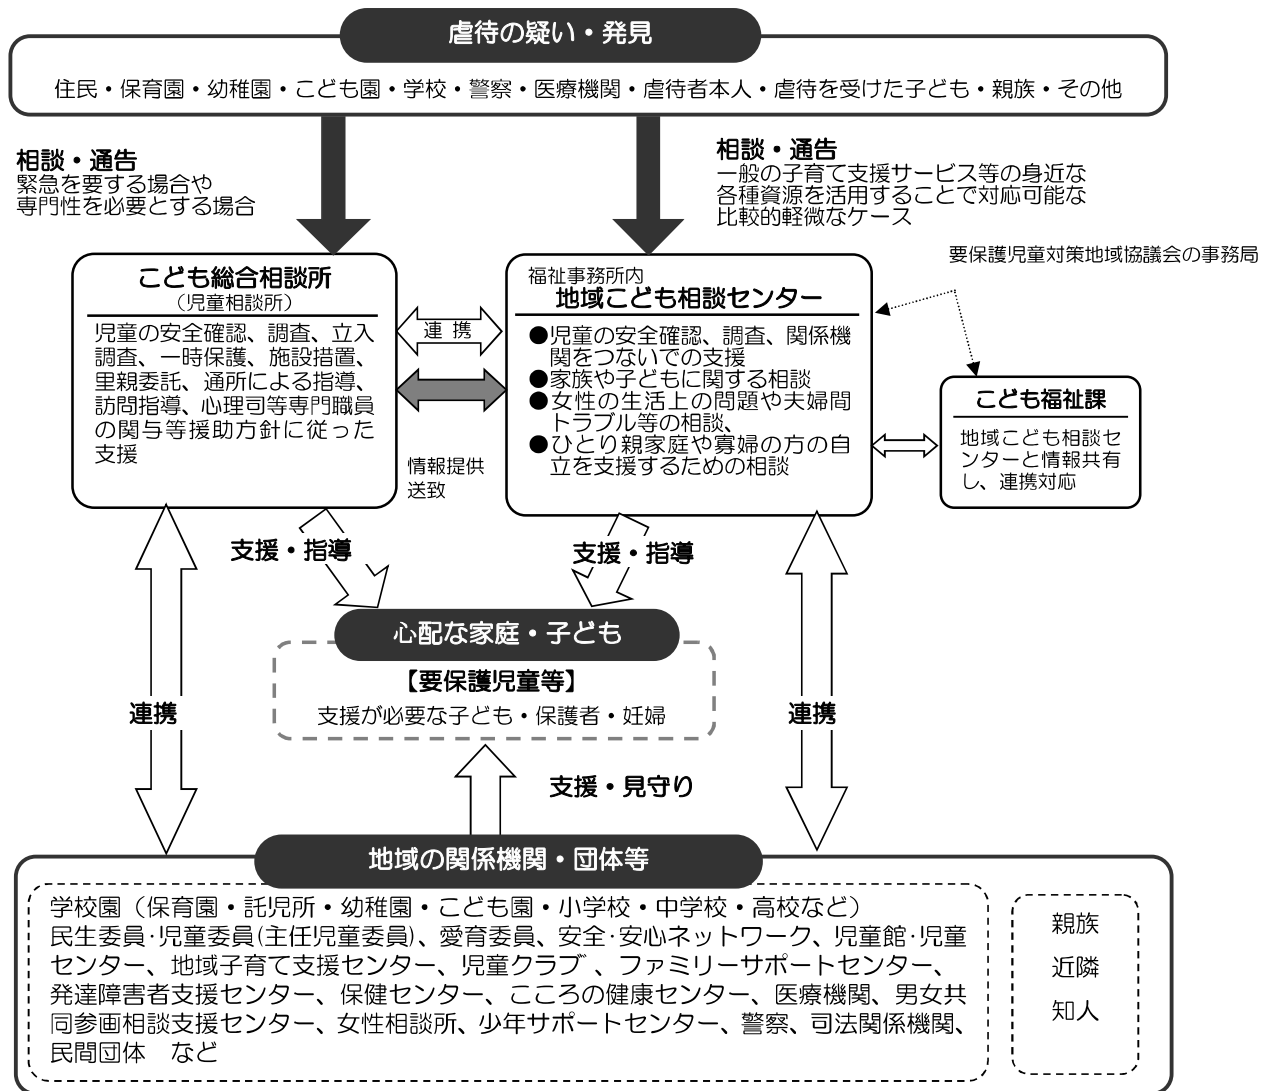 虐待の疑い・発見
住民・保育園・幼稚園・こども園・学校・警察・医療機関・虐待者本人・虐待を受けた子ども・親族・その他
相談・通告
緊急を要する場合や
専門性を必要とする場合
相談・通告
一般の子育て支援サービス等の身近な
各種資源を活用することで対応可能な
比較的軽微なケース
要保護児童対策地域協議会の事務局
こども総合相談所
（児童相談所）
児童の安全確認、調査、立入
調査、一時保護、施設措置、
里親委託、通所による指導、
訪問指導、心理司等専門職員
の関与等援助方針に従った
支援
連 携
情報提供
送致
福祉事務所内
地域こども相談センター
●児童の安全確認、調査、関係機
関をつないでの支援
●家族や子どもに関する相談
●女性の生活上の問題や夫婦間
トラブル等の相談、
●ひとり親家庭や寡婦の方の自
立を支援するための相談
こども福祉課
地域こども相談セ
ンターと情報共有
し、連携対応
支援・指導
支援・指導
心配な家庭・子ども
【要保護児童等】
支援が必要な子ども・保護者・妊婦
連携
連携
支援・見守り
地域の関係機関・団体等
学校園（保育園・託児所・幼稚園・こども園・小学校・中学校・高校など）
民生委員・児童委員(主任児童委員)、愛育委員、安全・安心ネットワーク、児童館・児童
センター、地域子育て支援センター、児童クラブ、ファミリーサポートセンター、
発達障害者支援センター、保健センター、こころの健康センター、医療機関、男女共
同参画相談支援センター、女性相談所、少年サポートセンター、警察、司法関係機関、
民間団体　など
親族
近隣
知人